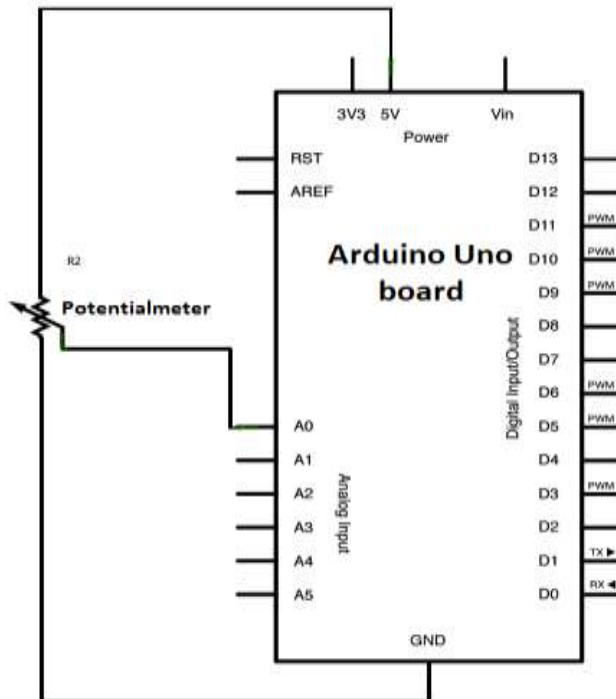 3V3 5V Vin
Power
RST D13
AREF D12
D11 PWM
Arduino Uno
board
R2
D10 PWM
Potentialmeter
D9 PWM
D8
D7
Digital Input/Output
D6 PWM
A0 D5 PWM
A1 D4
A2 D3 PWM
Analog Input
A3 D2
A4 D1 TX ▶
A5 D0 RX ◀
GND